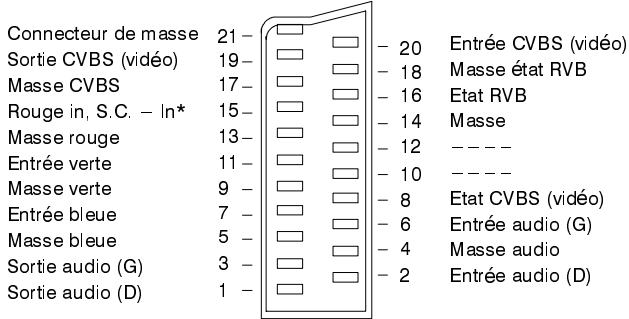 Connecteur de masse 21 –
Sortie CVBS (vidéo) 19 –
Masse CVBS 17 –
Rouge in, S.C. – In* 15 –
Masse rouge 13 –
Entrée verte 11 –
Masse verte 9 –
Entrée bleue 7 –
Masse bleue 5 –
Sortie audio (G) 3 –
Sortie audio (D) 1 –
– 20 Entrée CVBS (vidéo)
– 18 Masse état RVB
– 16 Etat RVB
– 14 Masse
– 12 – – – –
– 10 – – – –
– 8 Etat CVBS (vidéo)
– 6 Entrée audio (G)
– 4 Masse audio
– 2 Entrée audio (D)